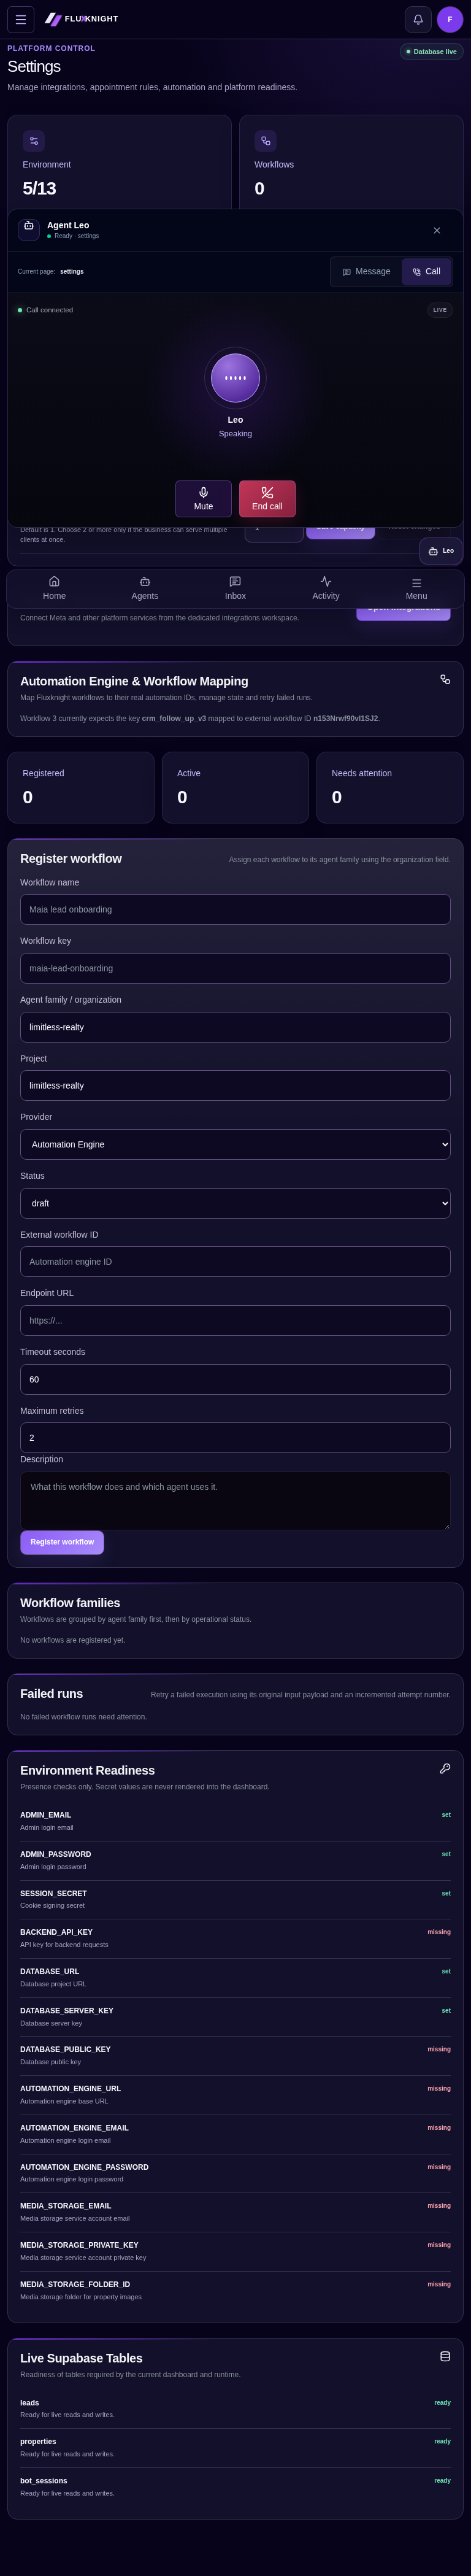 FLUXKNIGHT
F
PLATFORM CONTROL
Database live
Settings
Manage integrations, appointment rules, automation and platform readiness.
Environment
5/13
Workflows
0
Agent Leo
Ready · settings
Current page: settings
Message
Call
Call connected
LIVE
Leo
Speaking
Mute
End call
Default is 1. Choose 2 or more only if the business can serve multiple
clients at once.
Leo
Home
Agents
Inbox
Activity
Menu
Connect Meta and other platform services from the dedicated integrations workspace.
Automation Engine & Workflow Mapping
Map Fluxknight workflows to their real automation IDs, manage state and retry failed runs.
Workflow 3 currently expects the key crm_follow_up_v3 mapped to external workflow ID n153Nrwf90vI1SJ2.
Registered
0
Active
0
Needs attention
0
Register workflow
Assign each workflow to its agent family using the organization field.
Workflow name
Maia lead onboarding
Workflow key
maia-lead-onboarding
Agent family / organization
limitless-realty
Project
limitless-realty
Provider
Automation Engine
Status
draft
External workflow ID
Automation engine ID
Endpoint URL
https://...
Timeout seconds
60
Maximum retries
2
Description
What this workflow does and which agent uses it.
Register workflow
Workflow families
Workflows are grouped by agent family first, then by operational status.
No workflows are registered yet.
Failed runs
Retry a failed execution using its original input payload and an incremented attempt number.
No failed workflow runs need attention.
Environment Readiness
Presence checks only. Secret values are never rendered into the dashboard.
ADMIN_EMAIL
set
Admin login email
ADMIN_PASSWORD
set
Admin login password
SESSION_SECRET
set
Cookie signing secret
BACKEND_API_KEY
missing
API key for backend requests
DATABASE_URL
set
Database project URL
DATABASE_SERVER_KEY
set
Database server key
DATABASE_PUBLIC_KEY
missing
Database public key
AUTOMATION_ENGINE_URL
missing
Automation engine base URL
AUTOMATION_ENGINE_EMAIL
missing
Automation engine login email
AUTOMATION_ENGINE_PASSWORD
missing
Automation engine login password
MEDIA_STORAGE_EMAIL
missing
Media storage service account email
MEDIA_STORAGE_PRIVATE_KEY
missing
Media storage service account private key
MEDIA_STORAGE_FOLDER_ID
missing
Media storage folder for property images
Live Supabase Tables
Readiness of tables required by the current dashboard and runtime.
leads
ready
Ready for live reads and writes.
properties
ready
Ready for live reads and writes.
bot_sessions
ready
Ready for live reads and writes.